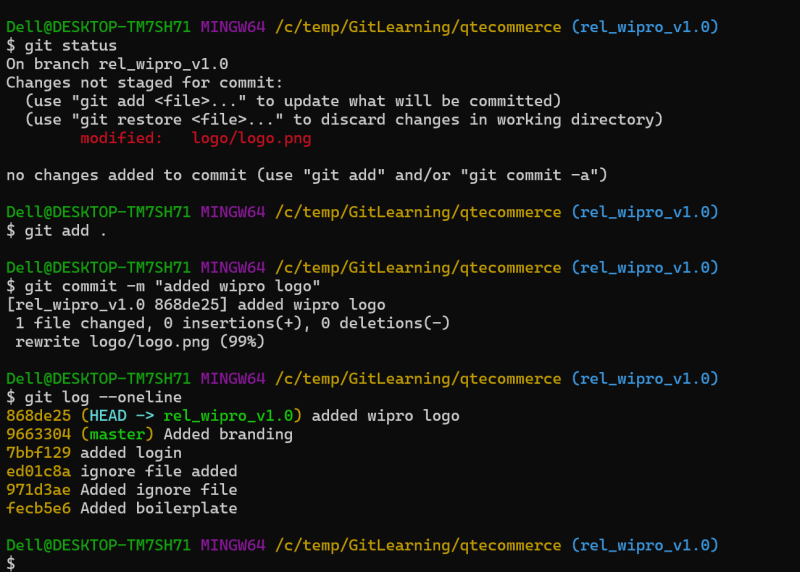 Dell@DESKTOP-TM7SH71 MINGW64 /c/temp/GitLearning/qtecommerce (rel_wipro_v1.0)
$ git status
On branch rel_wipro_v1.0
Changes not staged for commit:
  (use "git add <file>..." to update what will be committed)
  (use "git restore <file>..." to discard changes in working directory)
        modified:   logo/logo.png

no changes added to commit (use "git add" and/or "git commit -a")

Dell@DESKTOP-TM7SH71 MINGW64 /c/temp/GitLearning/qtecommerce (rel_wipro_v1.0)
$ git add .

Dell@DESKTOP-TM7SH71 MINGW64 /c/temp/GitLearning/qtecommerce (rel_wipro_v1.0)
$ git commit -m "added wipro logo"
[rel_wipro_v1.0 868de25] added wipro logo
 1 file changed, 0 insertions(+), 0 deletions(-)
 rewrite logo/logo.png (99%)

Dell@DESKTOP-TM7SH71 MINGW64 /c/temp/GitLearning/qtecommerce (rel_wipro_v1.0)
$ git log --oneline
868de25 (HEAD -> rel_wipro_v1.0) added wipro logo
9663304 (master) Added branding
7bbf129 added login
ed01c8a ignore file added
971d3ae Added ignore file
fecb5e6 Added boilerplate

Dell@DESKTOP-TM7SH71 MINGW64 /c/temp/GitLearning/qtecommerce (rel_wipro_v1.0)
$